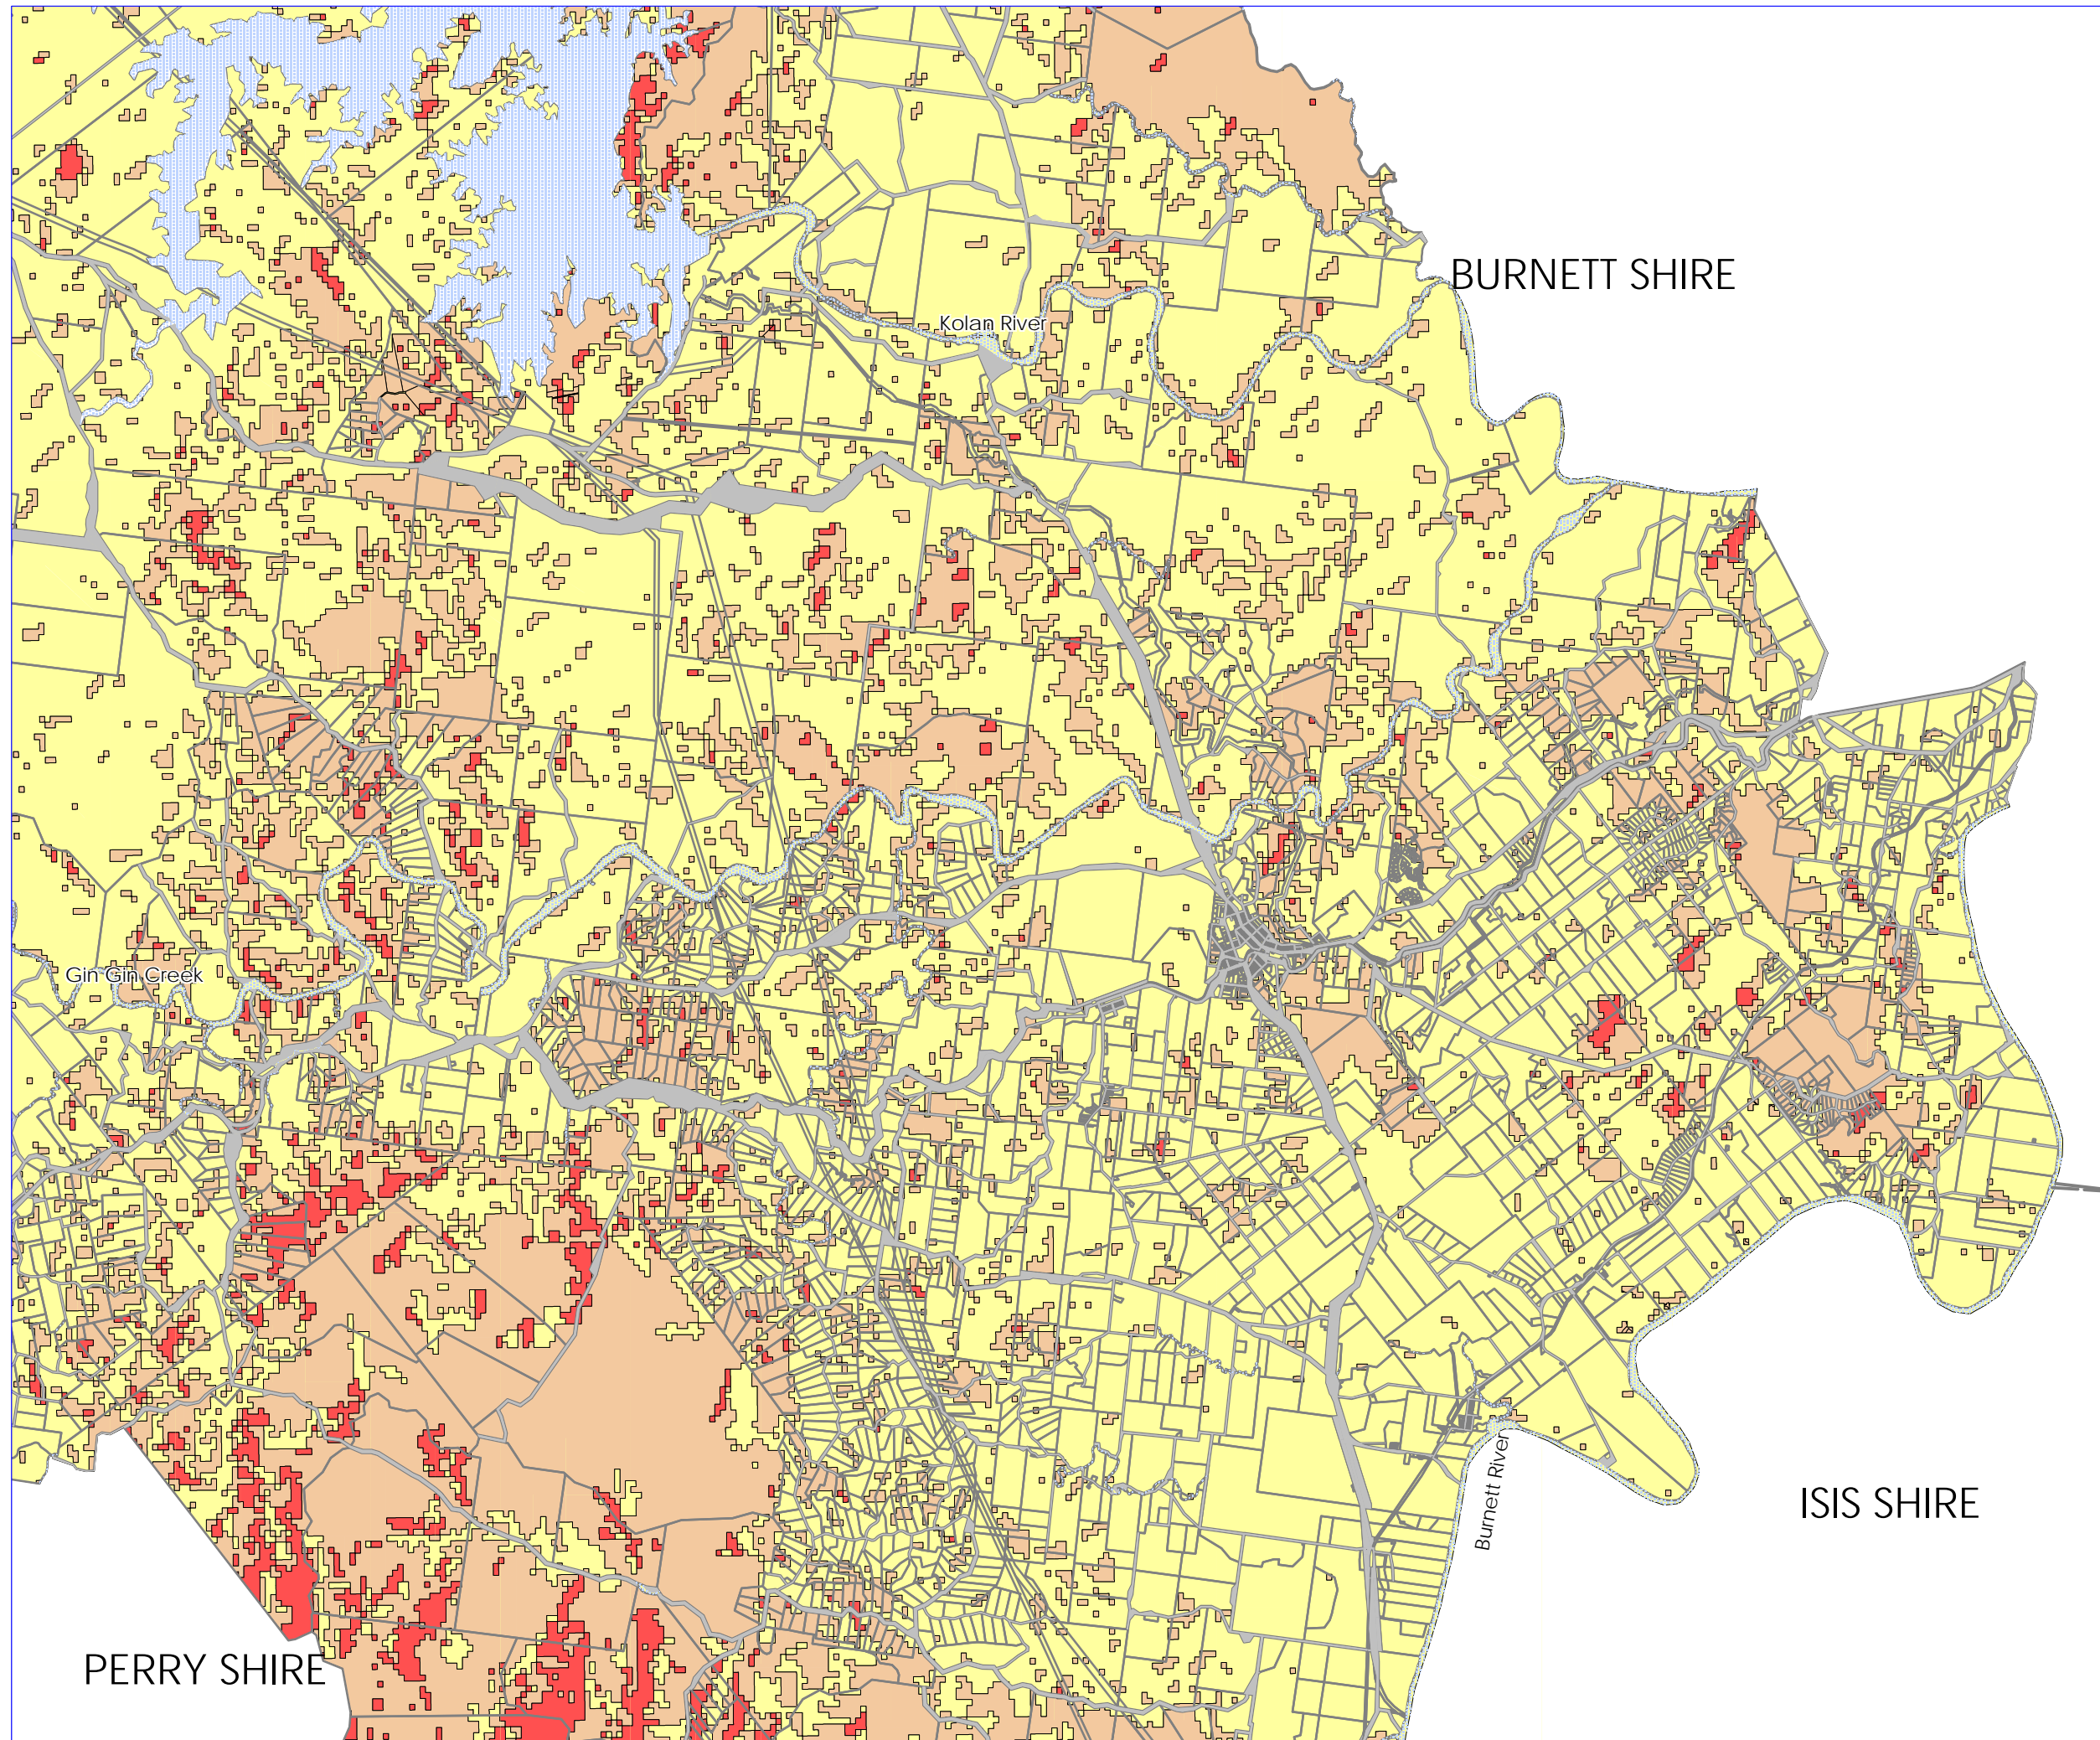 BURNETT SHIRE
Kolan River
Gin Gin Creek
Burnett River
ISIS SHIRE
PERRY SHIRE